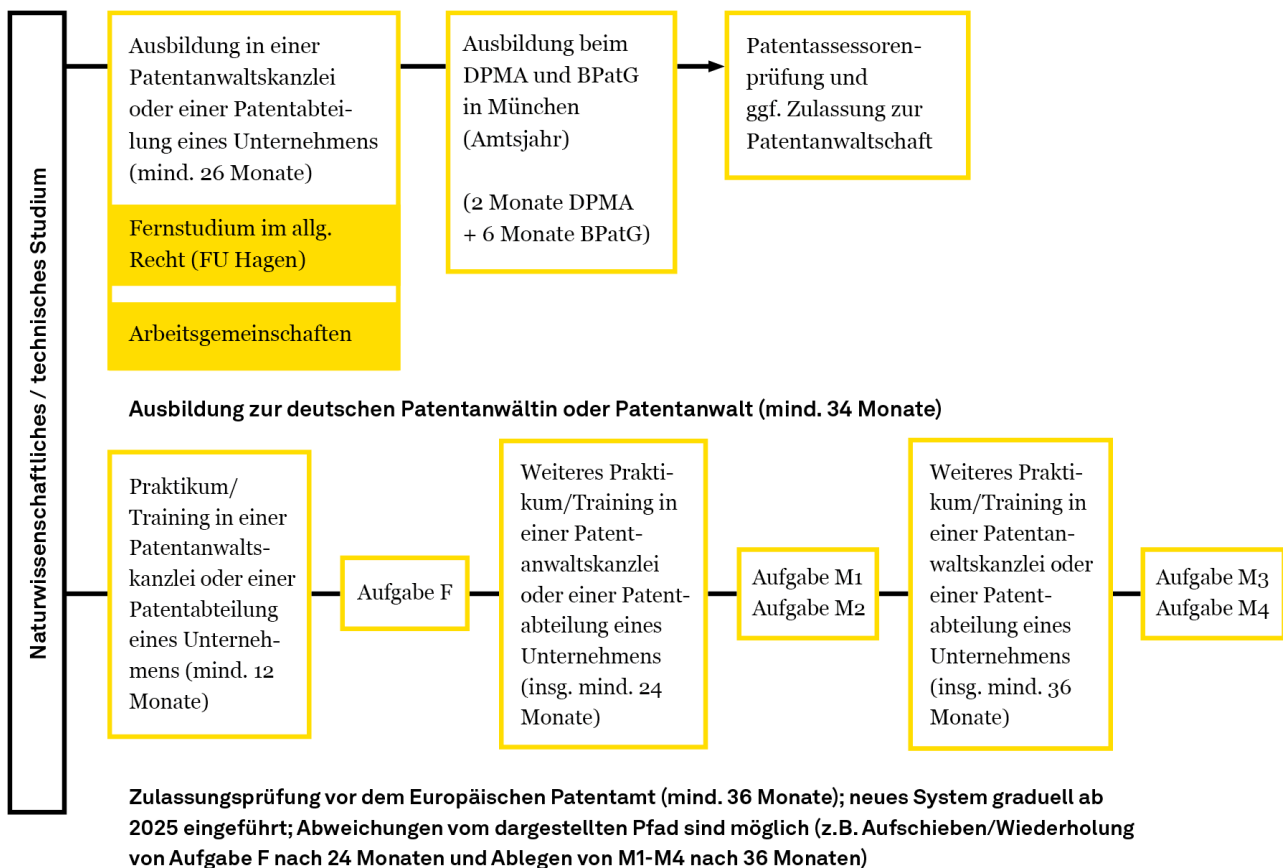 Naturwissenschaftliches / technisches Studium
Ausbildung in einer
Patentanwaltskanzlei
oder einer Patentabtei-
lung eines Unternehmens
(mind. 26 Monate)
Fernstudium im allg.
Recht (FU Hagen)
Arbeitsgemeinschaften
Ausbildung beim
DPMA und BPatG
in München
(Amtsjahr)
(2 Monate DPMA
+ 6 Monate BPatG)
Patentassessoren-
prüfung und
ggf. Zulassung zur
Patentanwaltschaft
Ausbildung zur deutschen Patentanwältin oder Patentanwalt (mind. 34 Monate)
Praktikum/
Training in einer
Patentanwalts-
kanzlei oder einer
Patentabteilung
eines Unterneh-
mens (mind. 12
Monate)
Aufgabe F
Weiteres Prakti-
kum/Training in
einer Patent-
anwaltskanzlei
oder einer Patent-
abteilung eines
Unternehmens
(insg. mind. 24
Monate)
Aufgabe M1
Aufgabe M2
Weiteres Prakti-
kum/Training in
einer Patentan-
waltskanzlei oder
einer Patent-
abteilung eines
Unternehmens
(insg. mind. 36
Monate)
Aufgabe M3
Aufgabe M4
Zulassungsprüfung vor dem Europäischen Patentamt (mind. 36 Monate); neues System graduell ab
2025 eingeführt; Abweichungen vom dargestellten Pfad sind möglich (z.B. Aufschieben/Wiederholung
von Aufgabe F nach 24 Monaten und Ablegen von M1-M4 nach 36 Monaten)